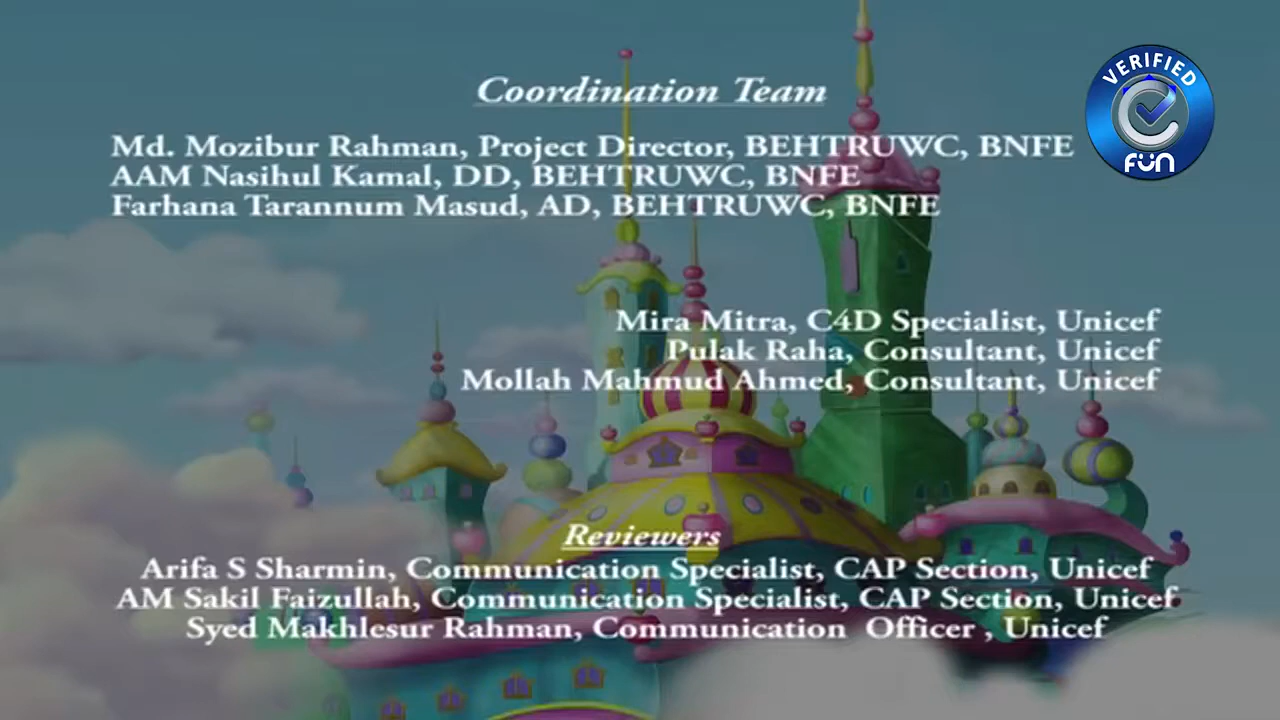 Coordination Team
VERIFIED
FUN
Md. Mozibur Rahman, Project Director, BEHTRUWC, BNFE
AAM Nasihul Kamal, DD, BEHTRUWC, BNFE
Farhana Tarannum Masud, AD, BEHTRUWC, BNFE
Mira Mitra, C4D Specialist, Unicef
Pulak Raha, Consultant, Unicef
Mollah Mahmud Ahmed, Consultant, Unicef
Reviewers
Arifa S Sharmin, Communication Specialist, CAP Section, Unicef
AM Sakil Faizullah, Communication Specialist, CAP Section, Unicef
Syed Makhlesur Rahman, Communication Officer , Unicef